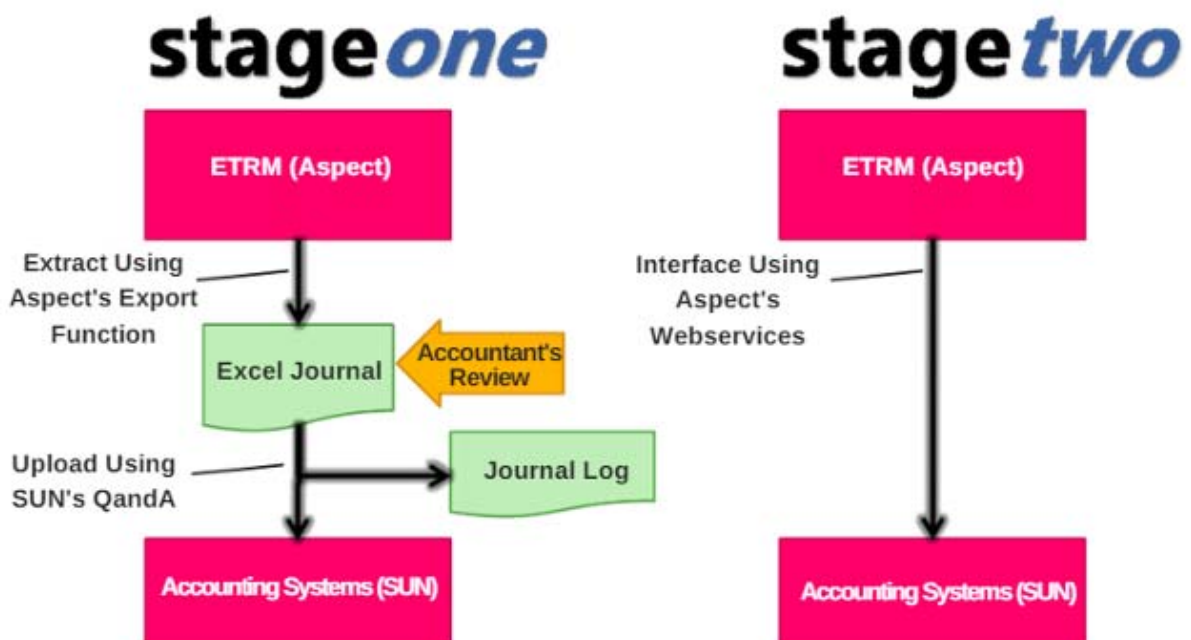 stageone
ETRM (Aspect)
Extract Using
Aspect's Export
Function
Excel Journal
Accountant's
Review
Upload Using
SUN's QandA
Journal Log
Accounting Systems (SUN)
stagetwo
ETRM (Aspect)
Interface Using
Aspect's
Webservices
Accounting Systems (SUN)